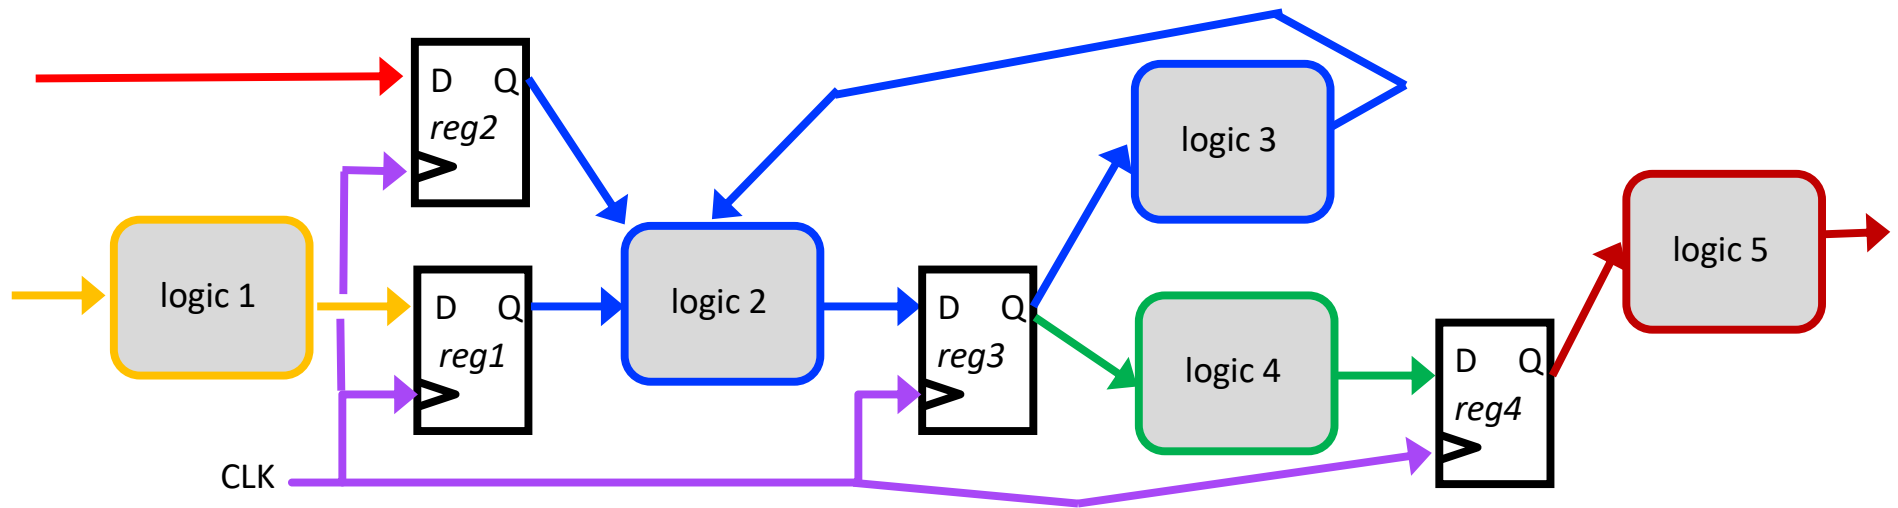 D Q
reg2
logic 3
logic 1
D Q
reg1
logic 2
D Q
reg3
logic 4
D Q
reg4
logic 5
CLK